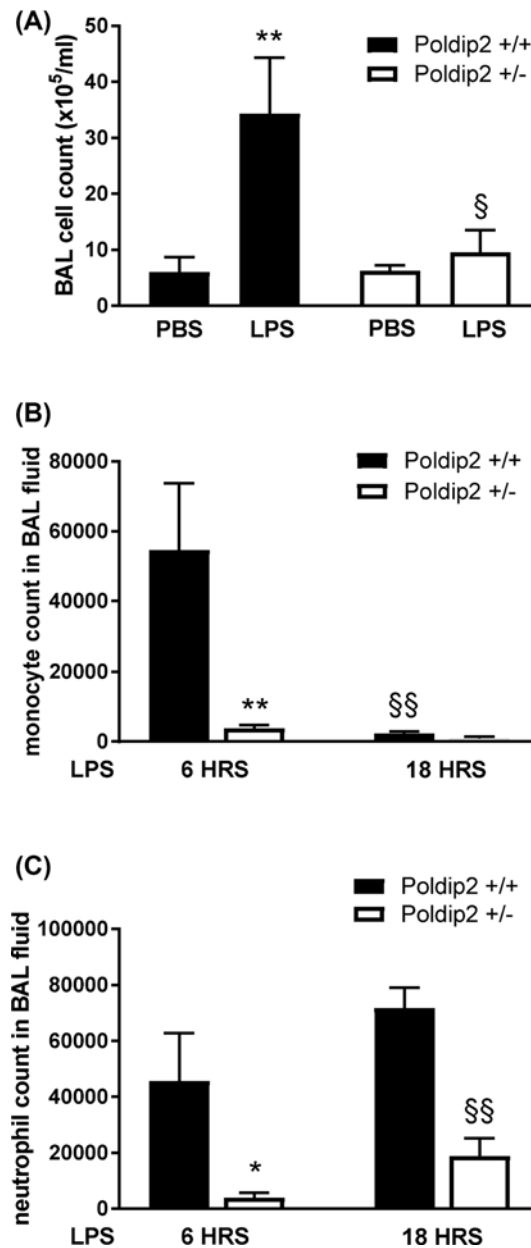 (A)
BAL cell count (x10⁵/ml)
50
40
30
20
10
0
**
§
Poldip2 +/+
Poldip2 +/-
PBS LPS PBS LPS
(B)
monocyte count in BAL fluid
80000
60000
40000
20000
0
Poldip2 +/+
Poldip2 +/-
**
§§
LPS 6 HRS 18 HRS
(C)
neutrophil count in BAL fluid
100000
80000
60000
40000
20000
0
Poldip2 +/+
Poldip2 +/-
*
§§
LPS 6 HRS 18 HRS